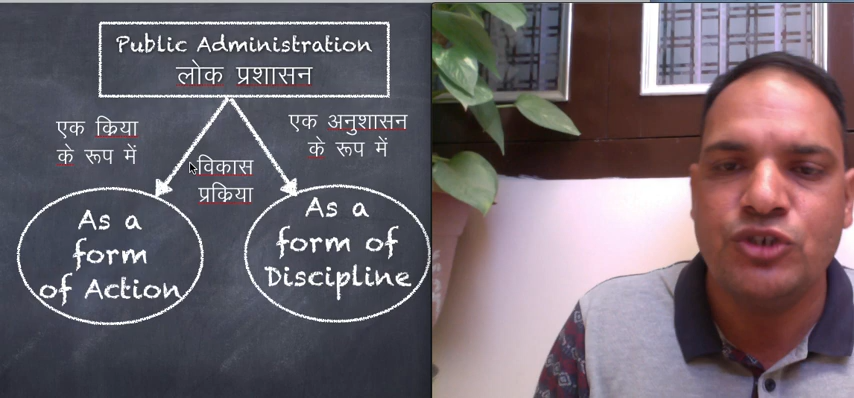 Public Administration
लोक प्रशासन
एक किया
के रूप में
एक अनुशासन
के रूप में
विकास
प्रकिया
As a
form
of Action
As a
form of
Discipline